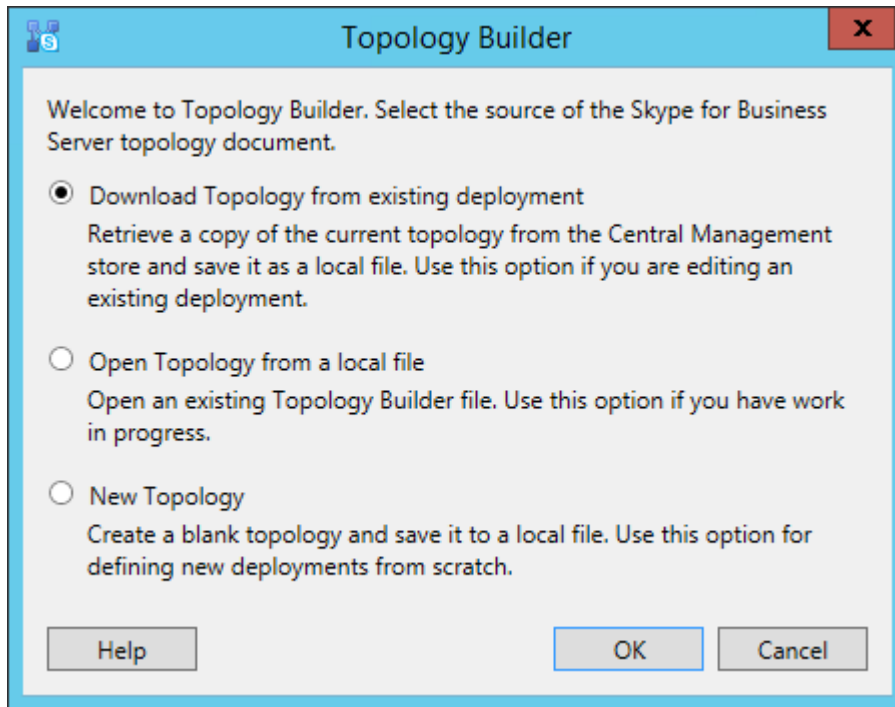 Topology Builder
Welcome to Topology Builder. Select the source of the Skype for Business
Server topology document.
Download Topology from existing deployment
Retrieve a copy of the current topology from the Central Management
store and save it as a local file. Use this option if you are editing an
existing deployment.
Open Topology from a local file
Open an existing Topology Builder file. Use this option if you have work
in progress.
New Topology
Create a blank topology and save it to a local file. Use this option for
defining new deployments from scratch.
Help
OK
Cancel